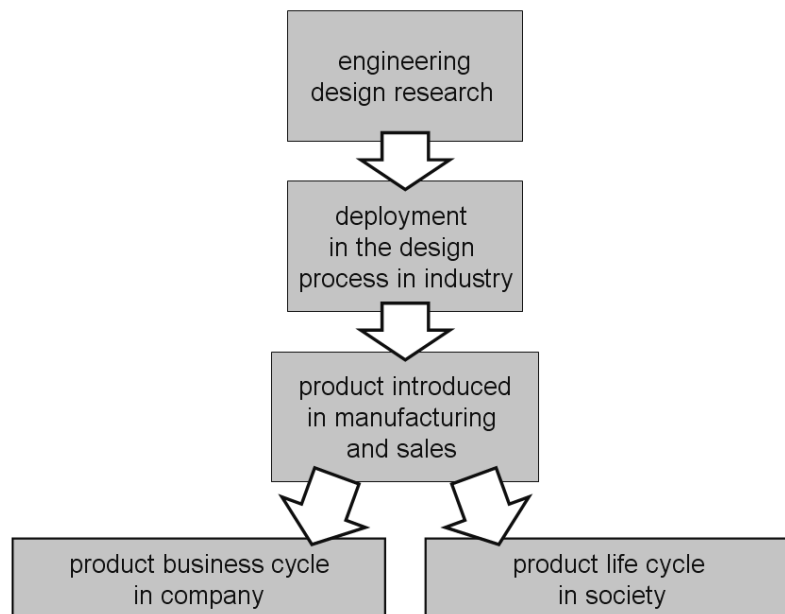 engineering
design research
deployment
in the design
process in industry
product introduced
in manufacturing
and sales
product business cycle
in company
product life cycle
in society